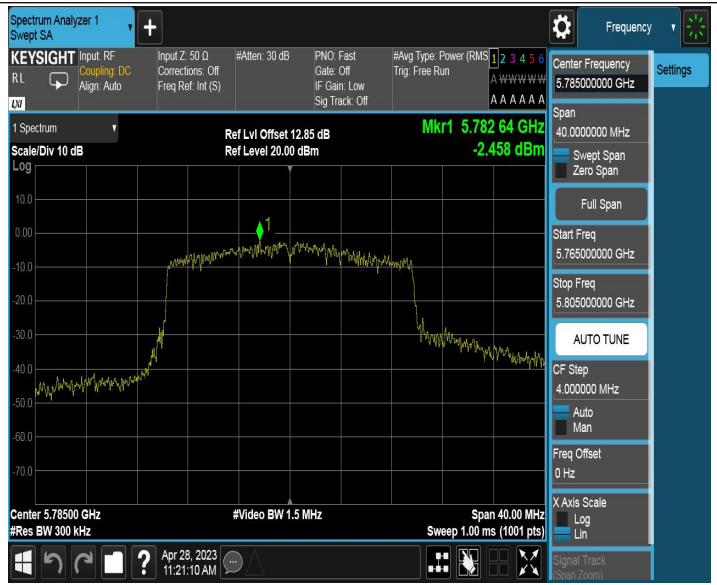 Spectrum Analyzer 1
Swept SA
Frequency
KEYSIGHT
RL
LXI
Input: RF
Coupling: DC
Align: Auto
Input Z: 50 Ω
Corrections: Off
Freq Ref: Int (S)
#Atten: 30 dB
PNO: Fast
Gate: Off
IF Gain: Low
Sig Track: Off
#Avg Type: Power (RMS
Trig: Free Run
1 2 3 4 5 6
A W W W W W
A A A A A A
1 Spectrum
Scale/Div 10 dB
Log
Ref Lvl Offset 12.85 dB
Ref Level 20.00 dBm
Mkr1 5.782 64 GHz
-2.458 dBm
10.0
0.00
-10.0
-20.0
-30.0
-40.0
-50.0
-60.0
-70.0
1
Center 5.78500 GHz
#Res BW 300 kHz
#Video BW 1.5 MHz
Span 40.00 MHz
Sweep 1.00 ms (1001 pts)
Center Frequency
5.785000000 GHz
Span
40.0000000 MHz
Swept Span
Zero Span
Full Span
Start Freq
5.765000000 GHz
Stop Freq
5.805000000 GHz
AUTO TUNE
CF Step
4.000000 MHz
Auto
Man
Freq Offset
0 Hz
X Axis Scale
Log
Lin
Signal Track
(Span Zoom)
Settings
?
Apr 28, 2023
11:21:10 AM